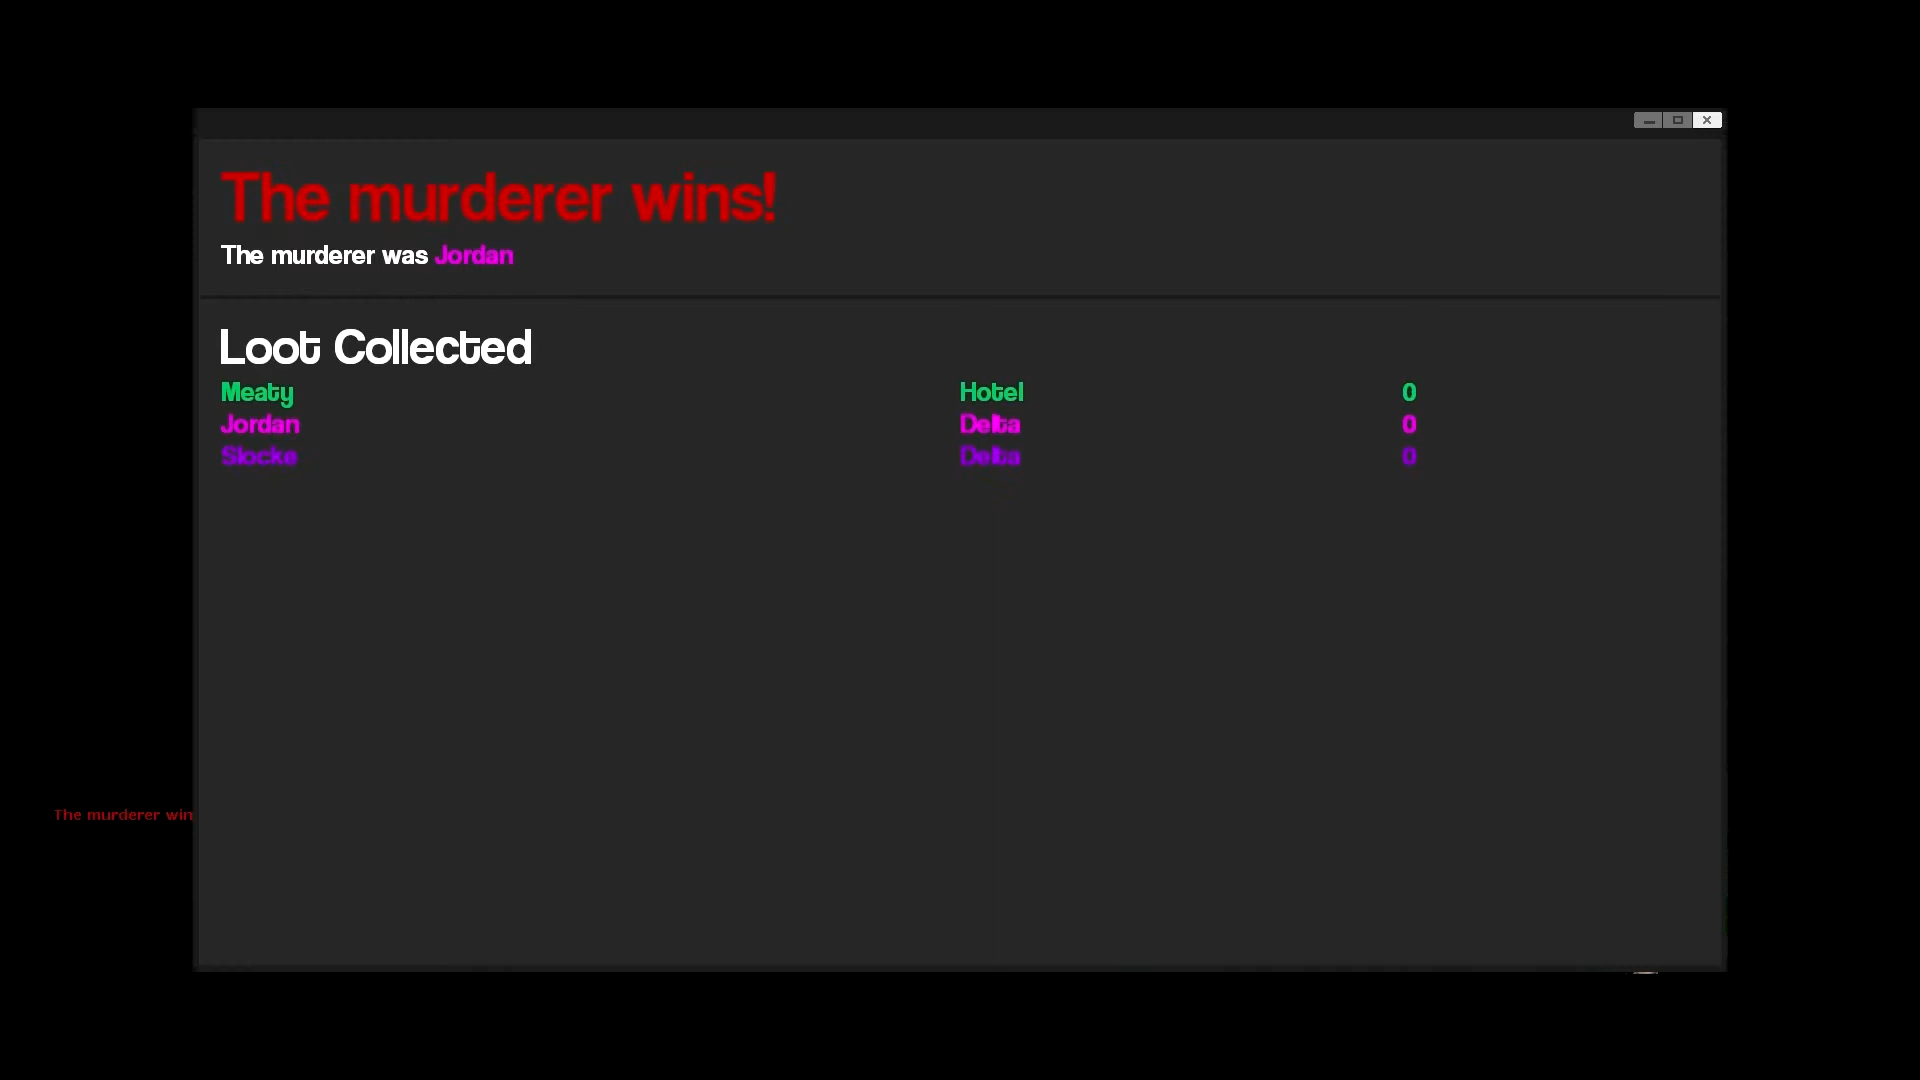 The murderer wins!
The murderer was Jordan
Loot Collected
Meaty Hotel 0
Jordan Delta 0
Slocke Delta 0
The murderer win